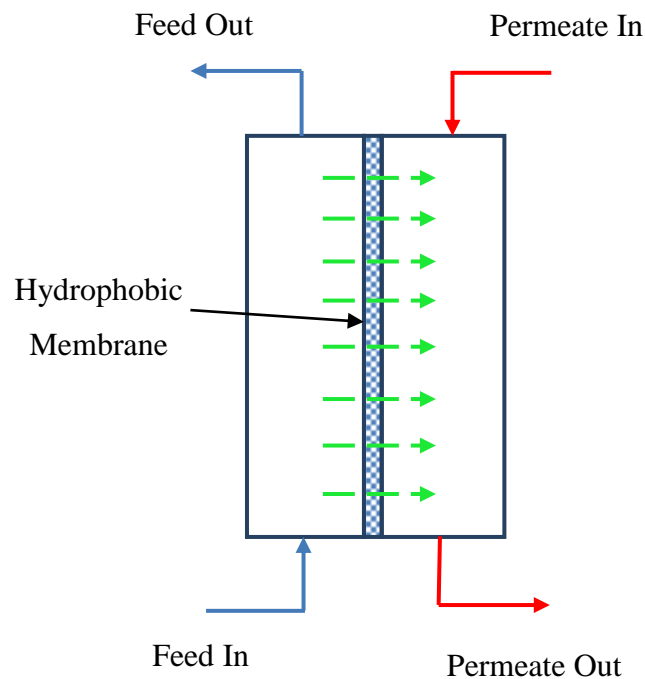 Feed Out
Permeate In
Hydrophobic
Membrane
Feed In
Permeate Out